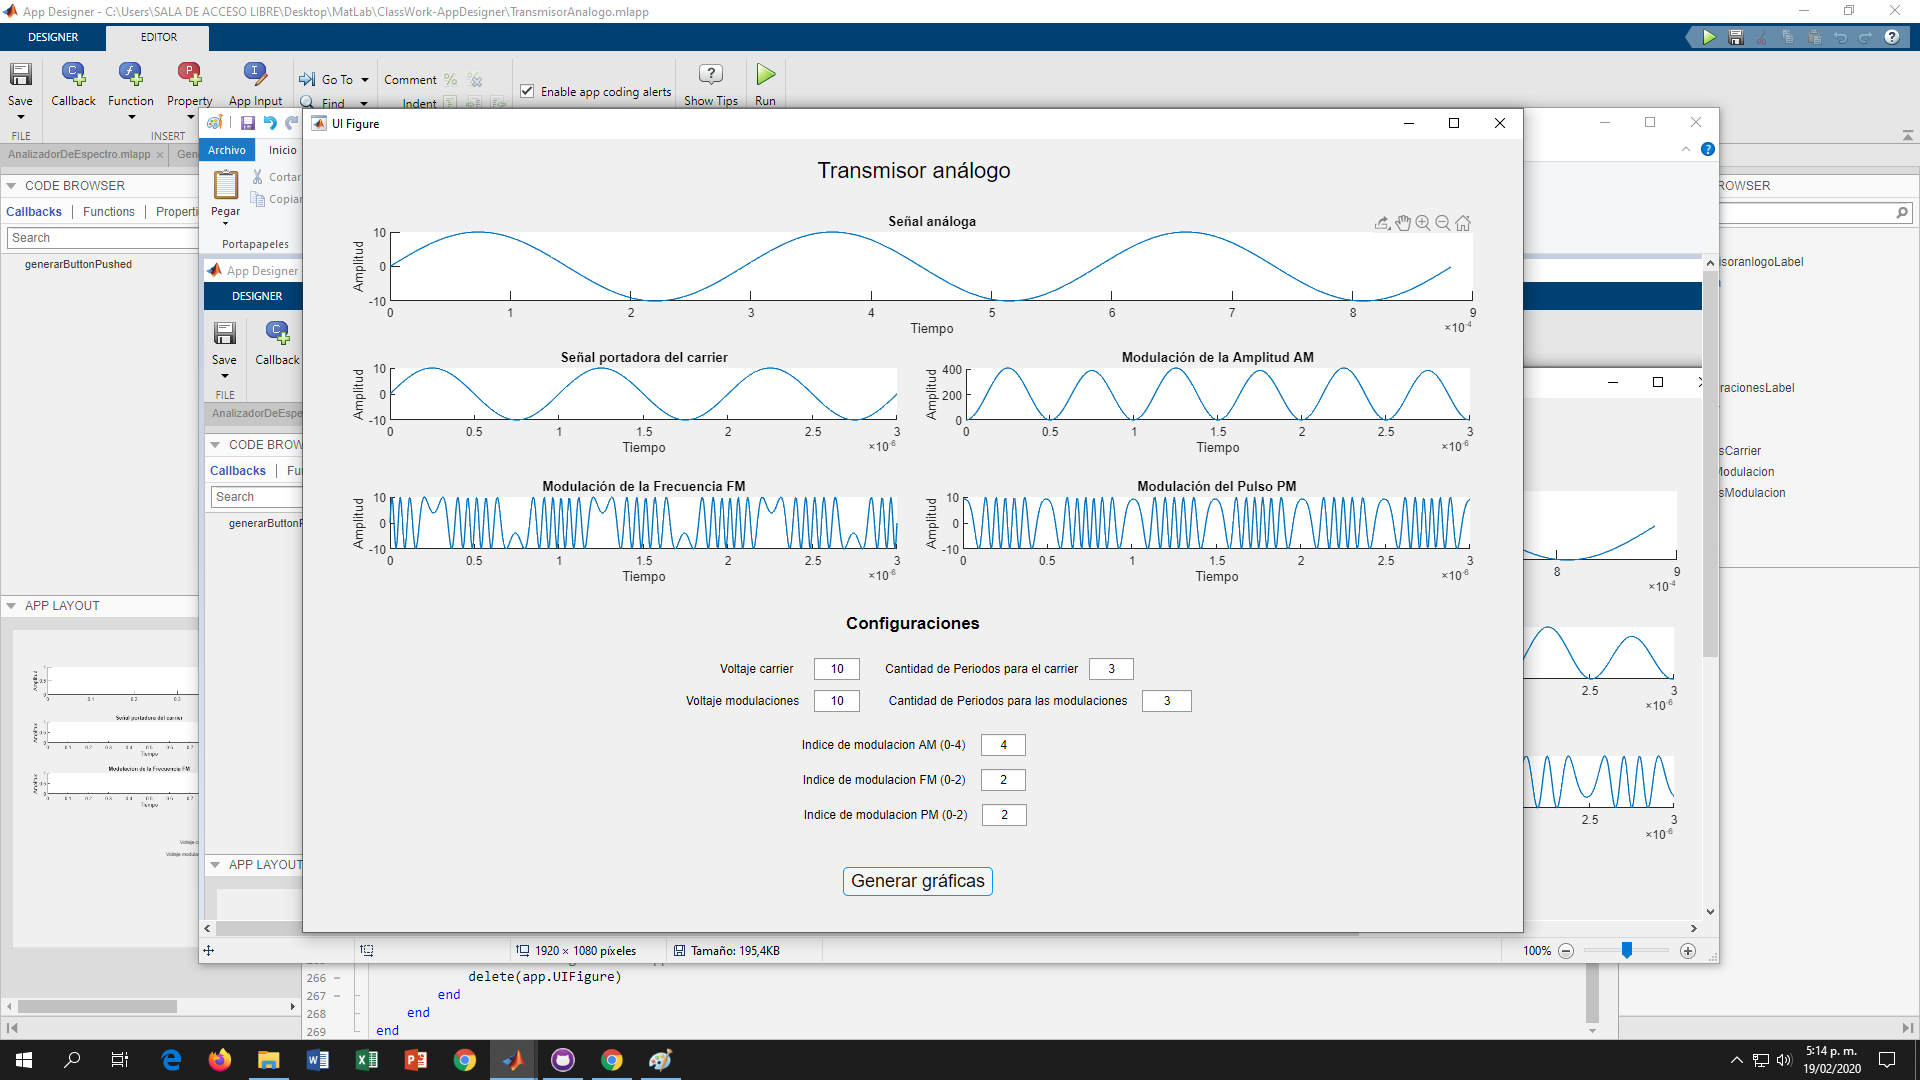 App Designer - C:\Users\SALA DE ACCESO LIBRE\Desktop\MatLab\ClassWork-AppDesigner\TransmisorAnalogo.mlapp
DESIGNER EDITOR
Save Callback Function Property App Input Go To Find Comment Indent Enable app coding alerts Show Tips Run
FILE INSERT
AnalizadorDeEspectro.mlapp Gen
CODE BROWSER
Callbacks Functions Properti
Search
generarButtonPushed
APP LAYOUT
Archivo Inicio
Pegar Cortar
Copiar
Portapapeles
App Designer
DESIGNER
Save Callback
FILE
AnalizadorDeEspe
CODE BROW
Callbacks Fu
Search
generarButtonP
APP LAYOUT
UI Figure
Transmisor análogo
Señal análoga
Amplitud
10
0
-10
0 1 2 3 4 5 6 7 8 9
Tiempo
×10-4
Señal portadora del carrier
Amplitud
10
0
-10
0 0.5 1 1.5 2 2.5 3
Tiempo
×10-6
Modulación de la Amplitud AM
Amplitud
400
200
0
0 0.5 1 1.5 2 2.5 3
Tiempo
×10-6
Modulación de la Frecuencia FM
Amplitud
10
0
-10
0 0.5 1 1.5 2 2.5 3
Tiempo
×10-6
Modulación del Pulso PM
Amplitud
10
0
-10
0 0.5 1 1.5 2 2.5 3
Tiempo
×10-6
Configuraciones
Voltaje carrier 10 Cantidad de Periodos para el carrier 3
Voltaje modulaciones 10 Cantidad de Periodos para las modulaciones 3
Indice de modulacion AM (0-4) 4
Indice de modulacion FM (0-2) 2
Indice de modulacion PM (0-2) 2
Generar gráficas
ROWSER
isoranlogoLabel
racionesLabel
sCarrier
Modulacion
sModulacion
8 9
×10-4
2.5 3
×10-6
2.5 3
×10-6
1920 × 1080 píxeles Tamaño: 195,4KB 100%
266 delete(app.UIFigure)
267 end
268 end
269 end
5:14 p. m.
19/02/2020